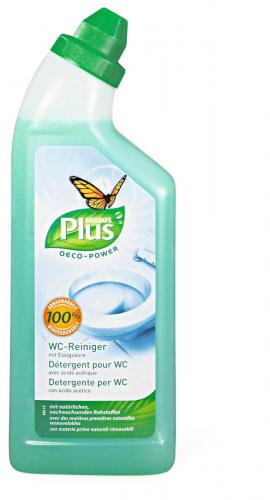 MIGROS
Plus
OECO-POWER
100%
WC-Reiniger
mit Essigsäure
Détergent pour WC
avec acide acétique
Detergente per WC
con acido acetico
mit natürlichen,
nachwachsenden Rohstoffen
avec des matières premières naturelles
renouvelables
con materie prime naturali rinnovabili